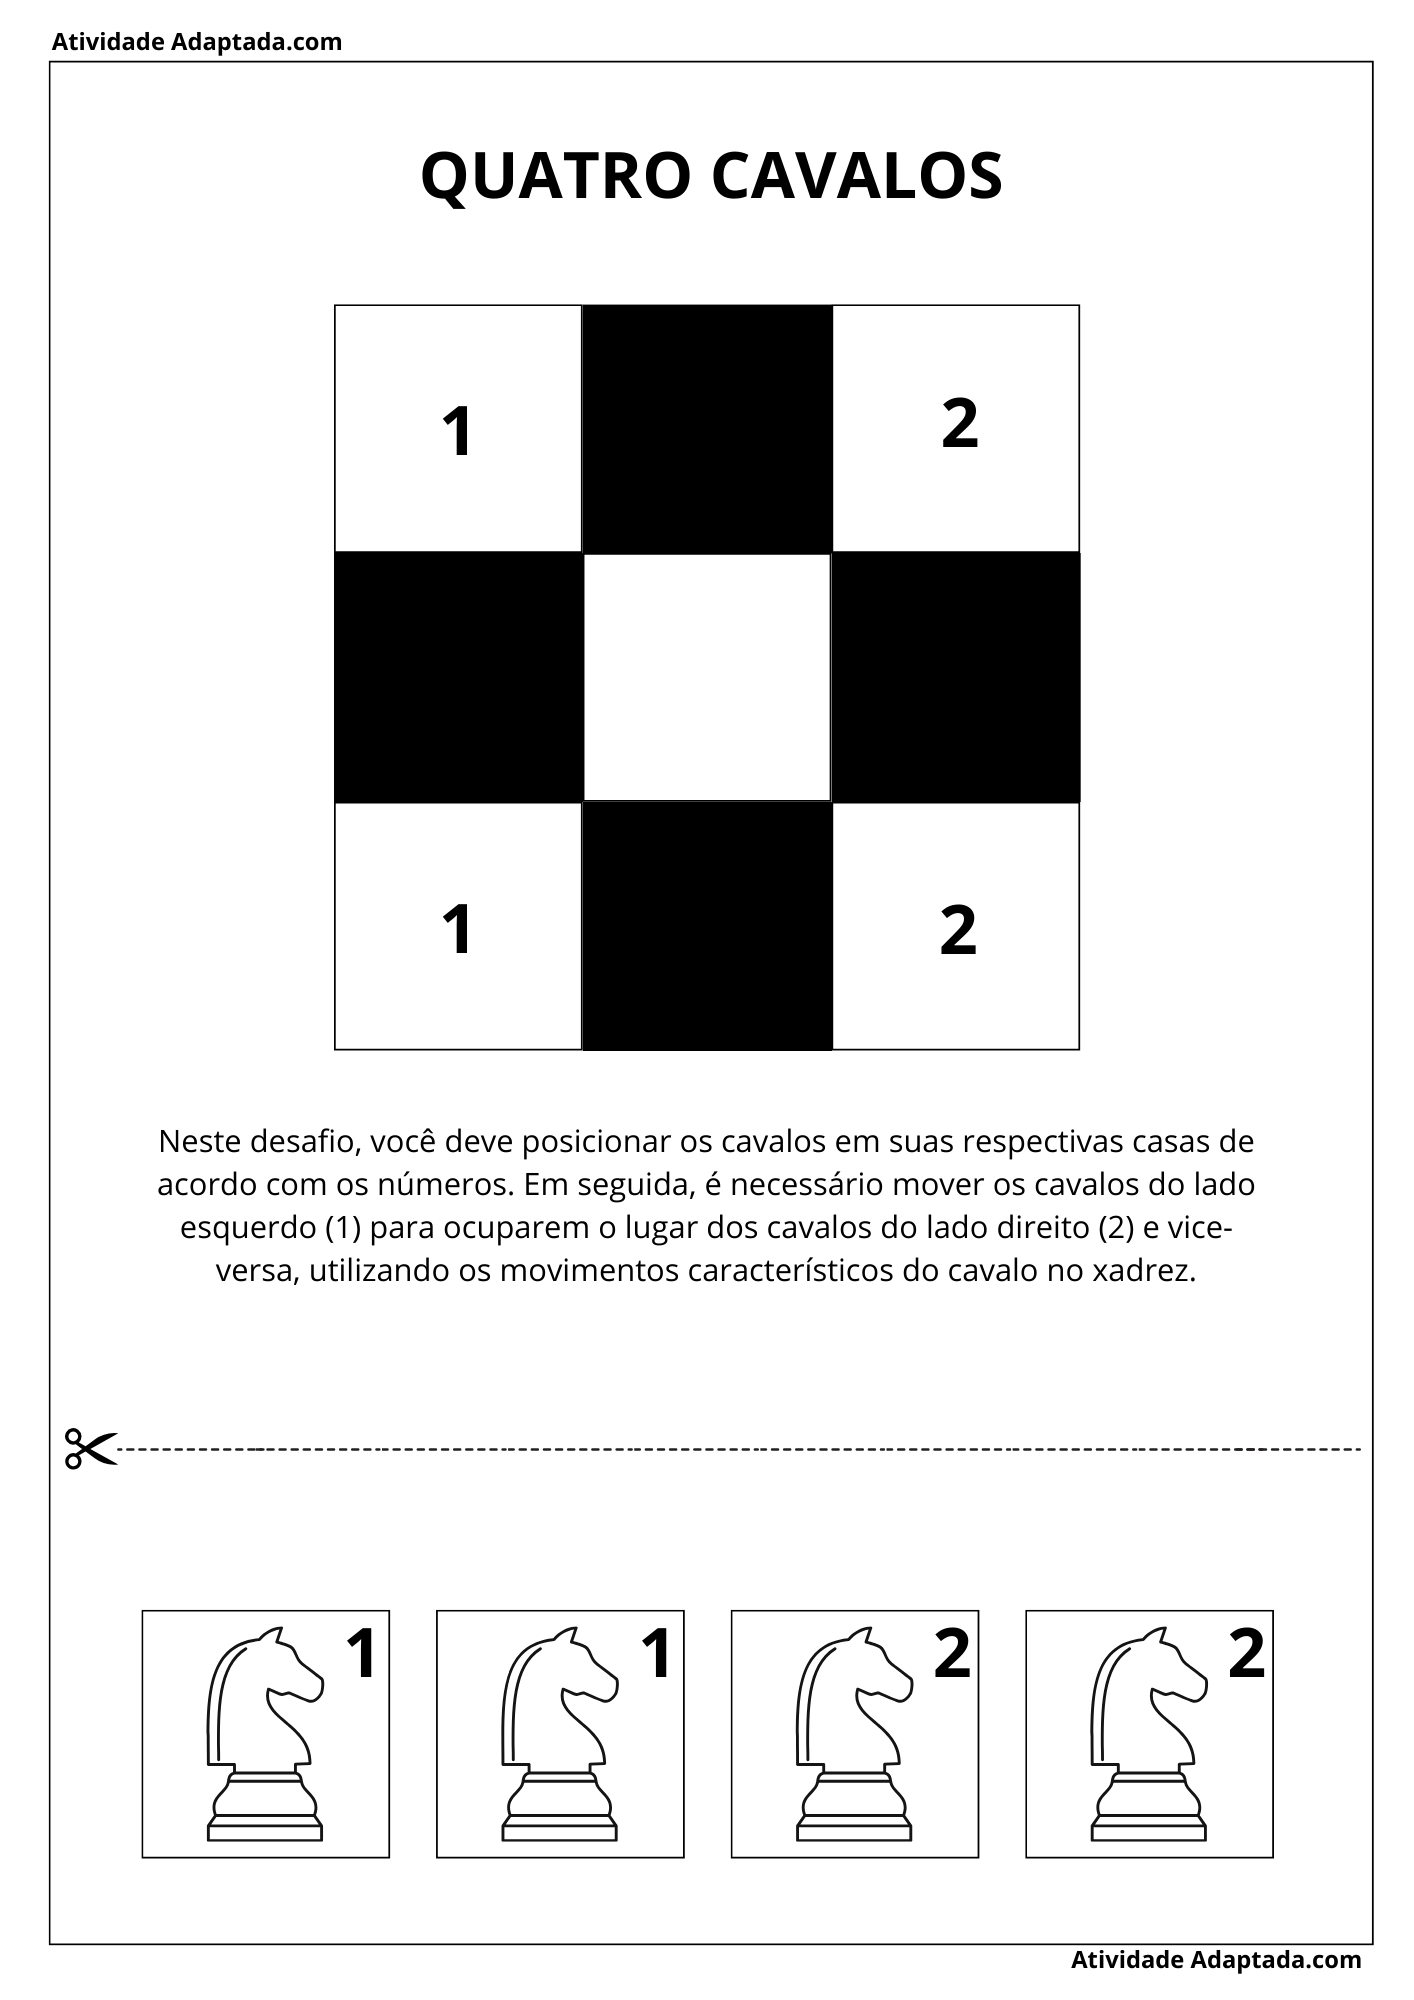 Atividade Adaptada.com
QUATRO CAVALOS
1 2
1 2
Neste desafio, você deve posicionar os cavalos em suas respectivas casas de
acordo com os números. Em seguida, é necessário mover os cavalos do lado
esquerdo (1) para ocuparem o lugar dos cavalos do lado direito (2) e vice-
versa, utilizando os movimentos característicos do cavalo no xadrez.
1 1 2 2
Atividade Adaptada.com